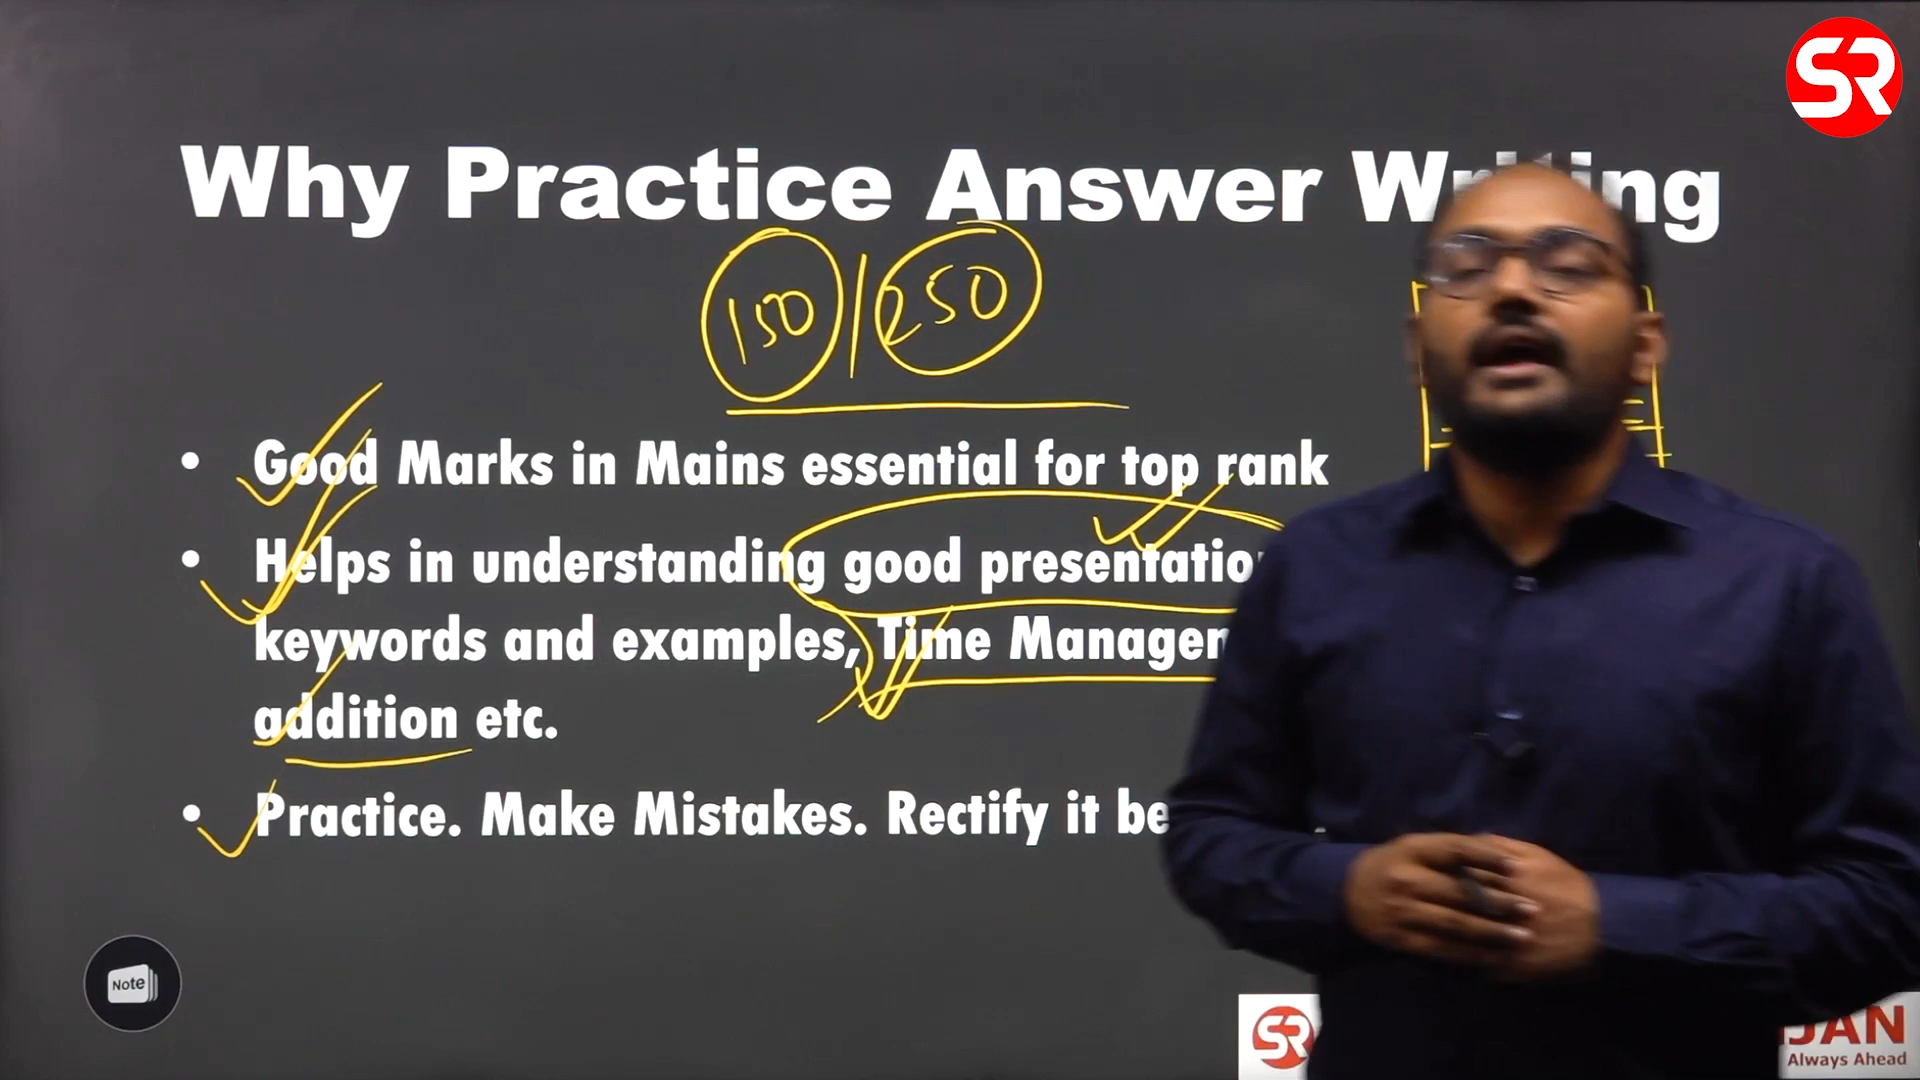 SR
Why Practice Answer Writing
150 / 250
• Good Marks in Mains essential for top rank
• Helps in understanding good presentatio
keywords and examples, Time Managem
addition etc.
• Practice. Make Mistakes. Rectify it be
Note
SR
JAN
Always Ahead